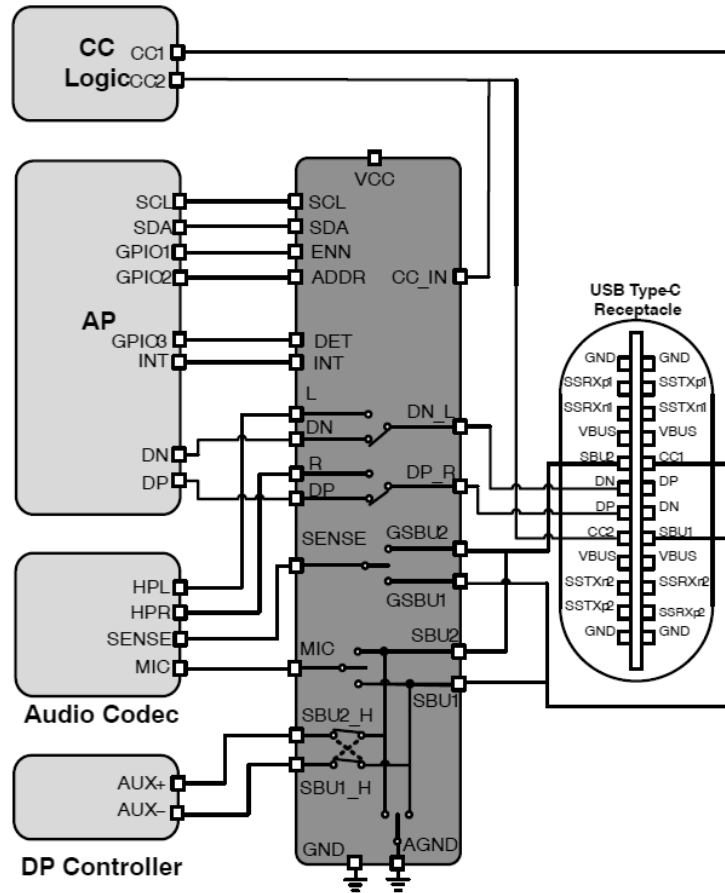 CC
Logic
CC1
CC2
AP
SCL
SDA
GPIO1
GPIO2
GPIO3
INT
DN
DP
VCC
SCL
SDA
ENN
ADDR
CC_IN
DET
INT
L
DN
DN_L
R
DP
DP_R
SENSE
GSBU2
GSBU1
MIC
SBU2
SBU1
SBU2_H
SBU1_H
GND
AGND
HPL
HPR
SENSE
MIC
Audio Codec
AUX+
AUX−
DP Controller
USB Type-C
Receptacle
GND GND
SSRXp1 SSTXp1
SSRXn1 SSTXn1
VBUS VBUS
SBU2 CC1
DN DP
DP DN
CC2 SBU1
VBUS VBUS
SSTXn2 SSRXn2
SSTXp2 SSRXp2
GND GND